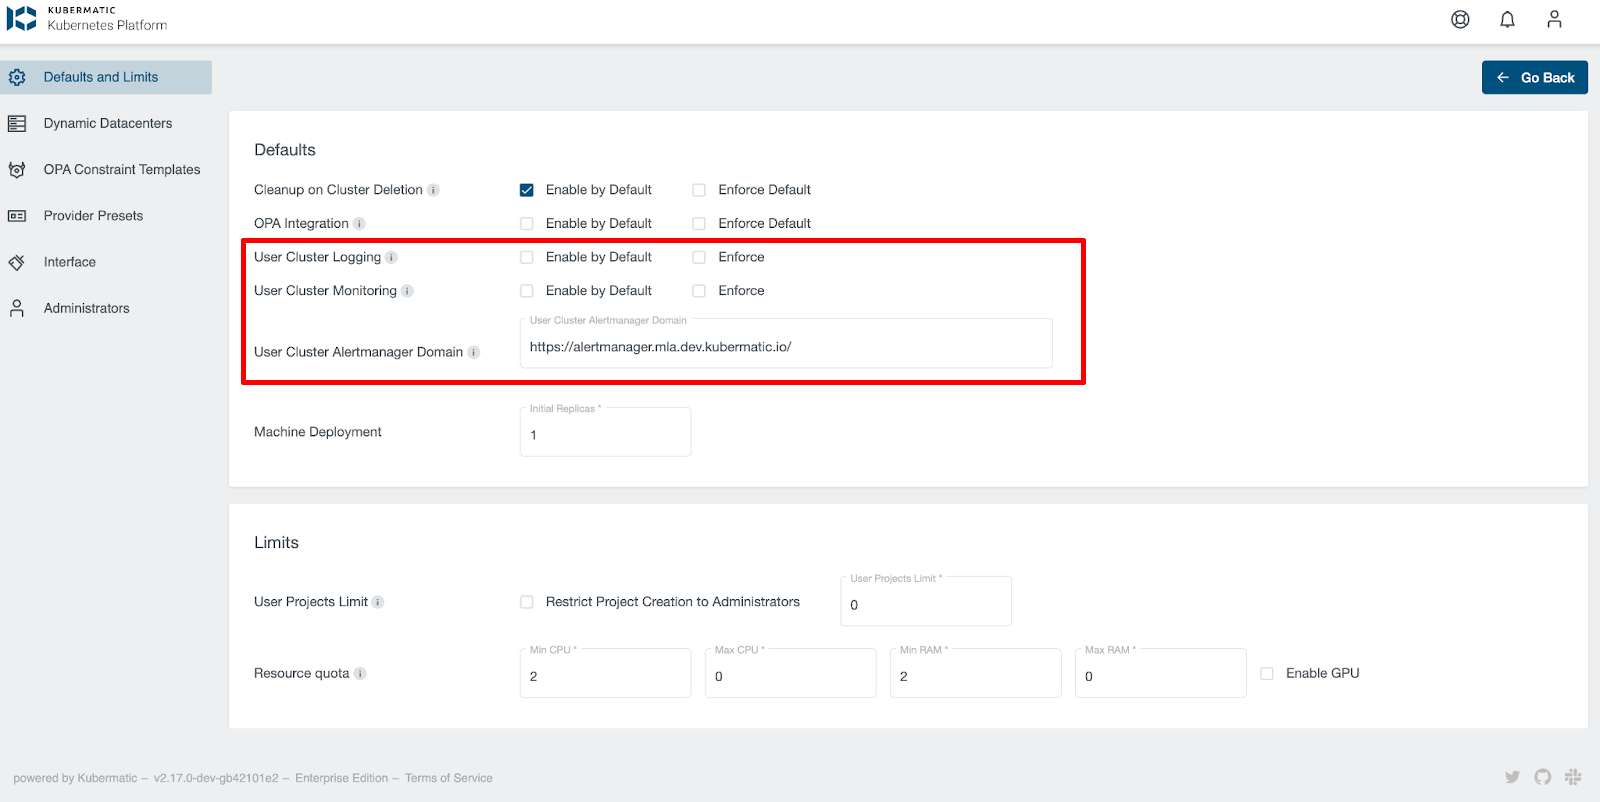 KUBERMATIC
Kubernetes Platform
Defaults and Limits
Go Back
Dynamic Datacenters
OPA Constraint Templates
Provider Presets
Interface
Administrators
Defaults
Cleanup on Cluster Deletion i Enable by Default Enforce Default
OPA Integration i Enable by Default Enforce Default
User Cluster Logging i Enable by Default Enforce
User Cluster Monitoring i Enable by Default Enforce
User Cluster Alertmanager Domain
User Cluster Alertmanager Domain i https://alertmanager.mla.dev.kubermatic.io/
Initial Replicas *
Machine Deployment 1
Limits
User Projects Limit *
User Projects Limit i Restrict Project Creation to Administrators 0
Min CPU * Max CPU * Min RAM * Max RAM *
Resource quota i 2 0 2 0 Enable GPU
powered by Kubermatic – v2.17.0-dev-gb42101e2 – Enterprise Edition – Terms of Service